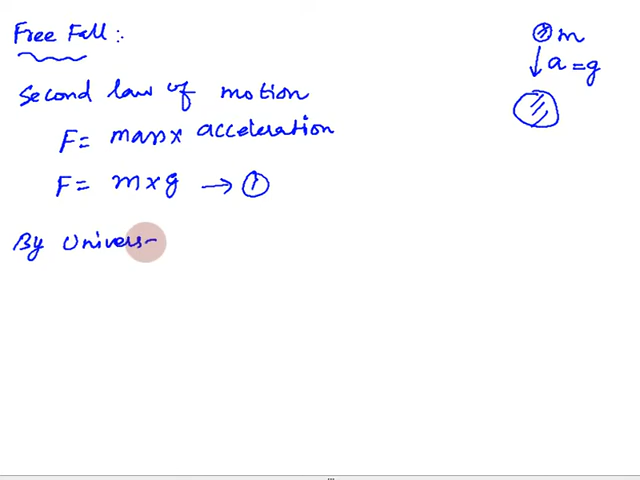 Free Fall:
m
a = g
Second law of motion
F = mass x acceleration
F = m x g → ①
By Univers